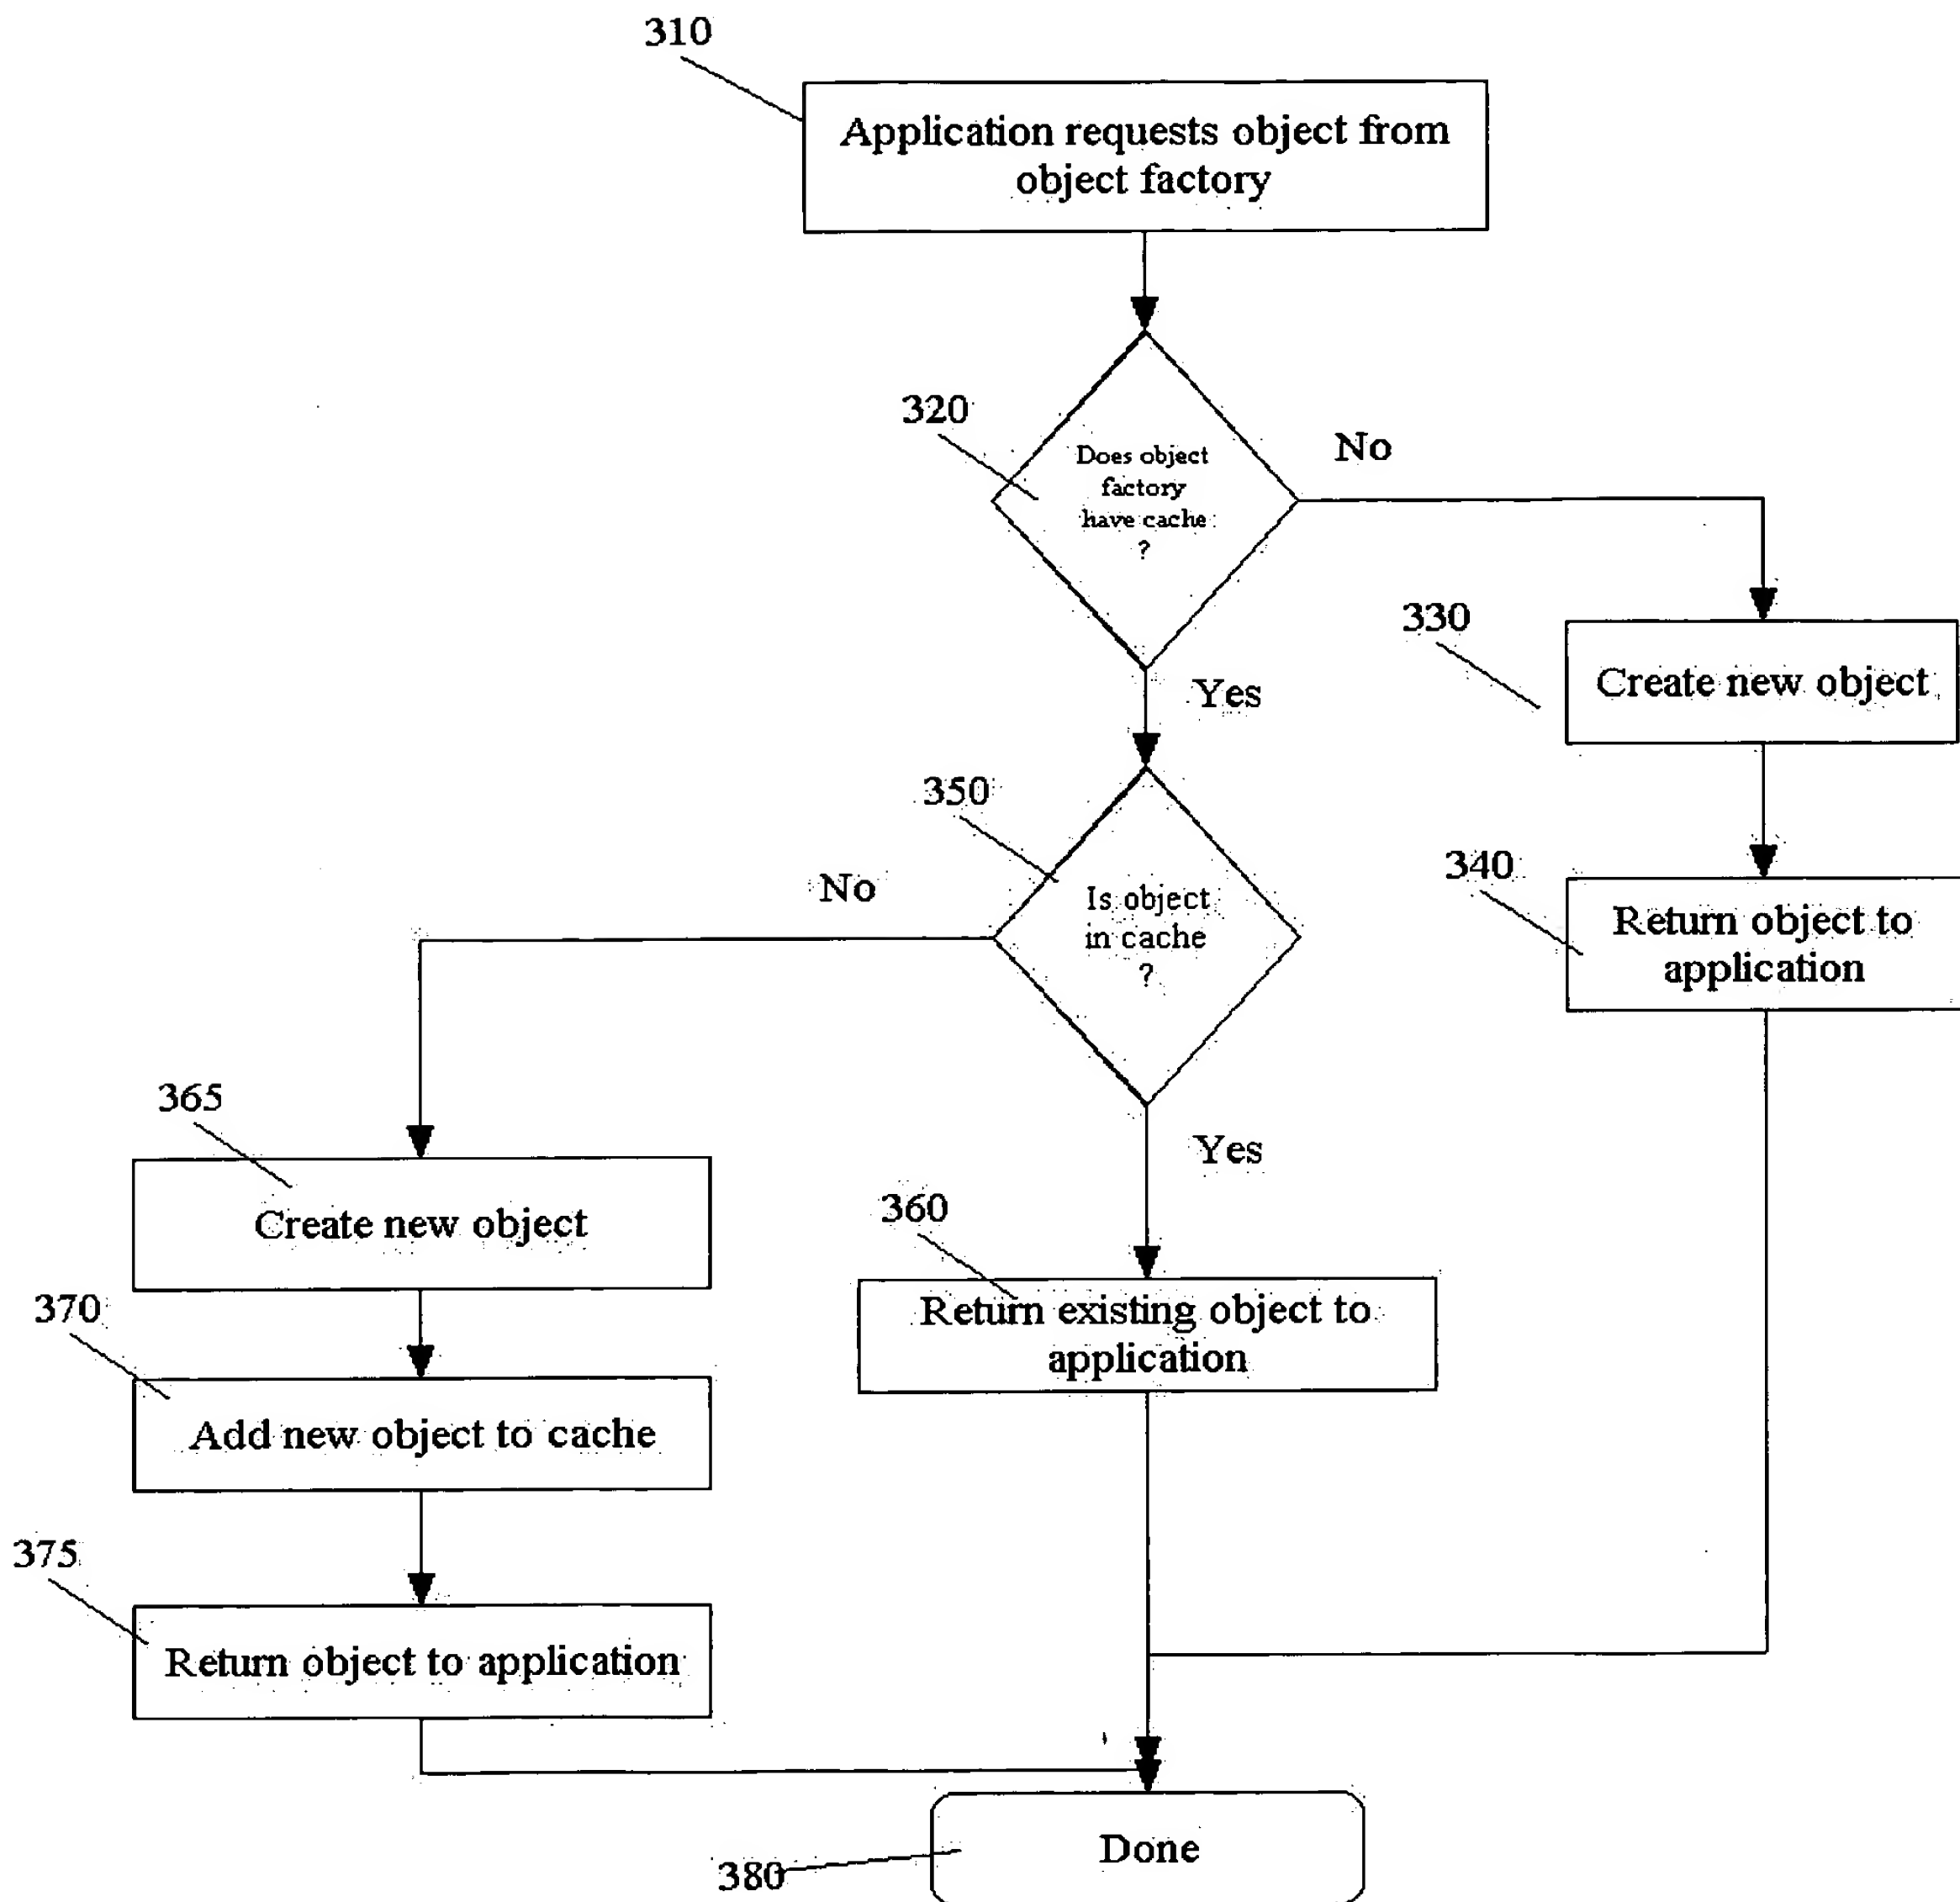 310
Application requests object from
object factory
320
Does object
factory
have cache
?
No
Yes
330
Create new object
340
Return object to
application
350
Is object
in cache
?
No
Yes
365
Create new object
370
Add new object to cache
375
Return object to application
360
Return existing object to
application
380
Done